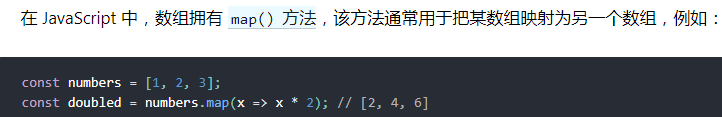 在 JavaScript 中，数组拥有 map() 方法，该方法通常用于把某数组映射为另一个数组，例如：
const numbers = [1, 2, 3];
const doubled = numbers.map(x => x * 2); // [2, 4, 6]